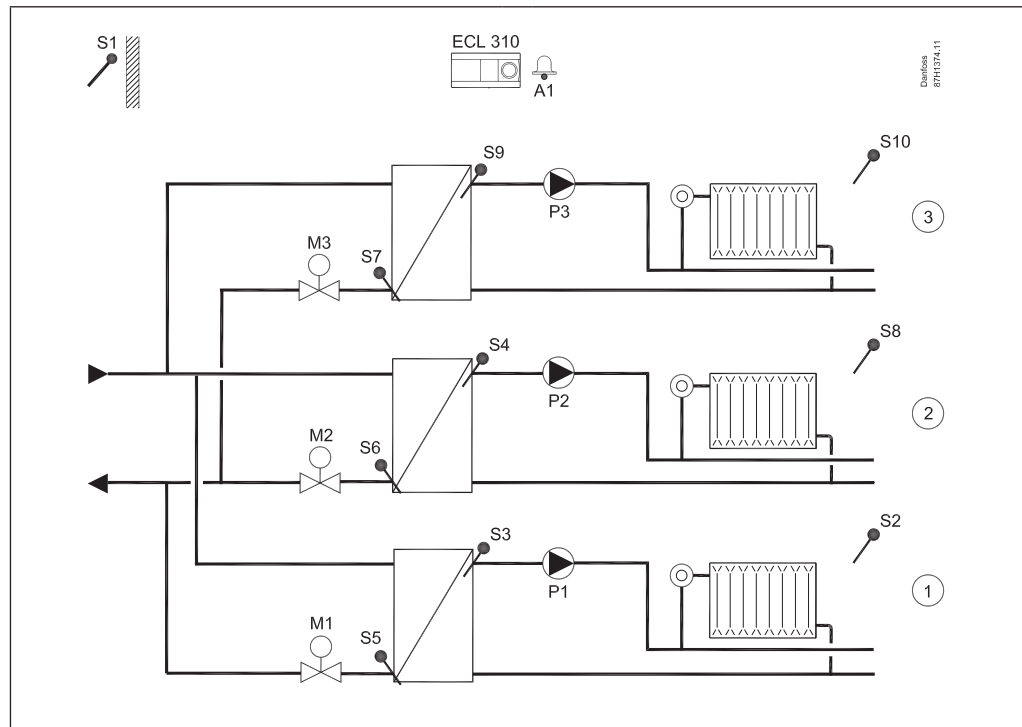 S1
ECL 310
A1
Danfoss
87H1374.11
S10
S9
P3
3
M3
S7
S8
S4
P2
2
M2
S6
S2
S3
P1
1
M1
S5